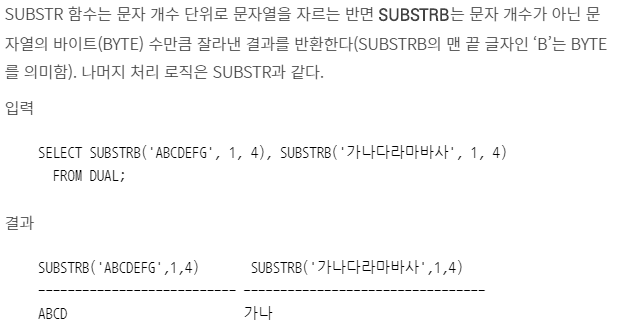 SUBSTR 함수는 문자 개수 단위로 문자열을 자르는 반면 SUBSTRB는 문자 개수가 아닌 문
자열의 바이트(BYTE) 수만큼 잘라낸 결과를 반환한다(SUBSTRB의 맨 끝 글자인 ‘B’는 BYTE
를 의미함). 나머지 처리 로직은 SUBSTR과 같다.
입력
SELECT SUBSTRB('ABCDEFG', 1, 4), SUBSTRB('가나다라마바사', 1, 4)
FROM DUAL;
결과
SUBSTRB('ABCDEFG',1,4) SUBSTRB('가나다라마바사',1,4)
--------------------------- ---------------------------------
ABCD 가나